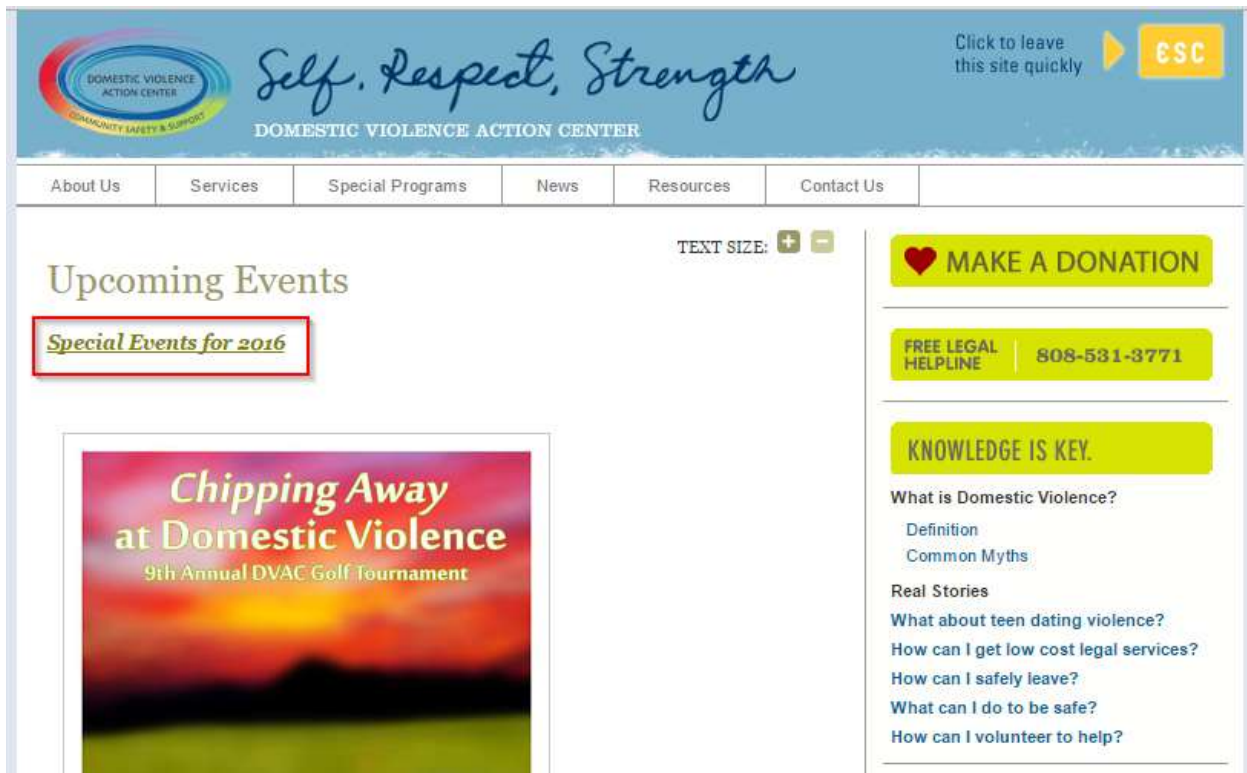 DOMESTIC VIOLENCE
ACTION CENTER
COMMUNITY SAFETY & SUPPORT
Self, Respect, Strength
DOMESTIC VIOLENCE ACTION CENTER
Click to leave
this site quickly
ESC
About Us
Services
Special Programs
News
Resources
Contact Us
TEXT SIZE: + -
Upcoming Events
Special Events for 2016
Chipping Away
at Domestic Violence
9th Annual DVAC Golf Tournament
MAKE A DONATION
FREE LEGAL
HELPLINE
808-531-3771
KNOWLEDGE IS KEY.
What is Domestic Violence?
Definition
Common Myths
Real Stories
What about teen dating violence?
How can I get low cost legal services?
How can I safely leave?
What can I do to be safe?
How can I volunteer to help?